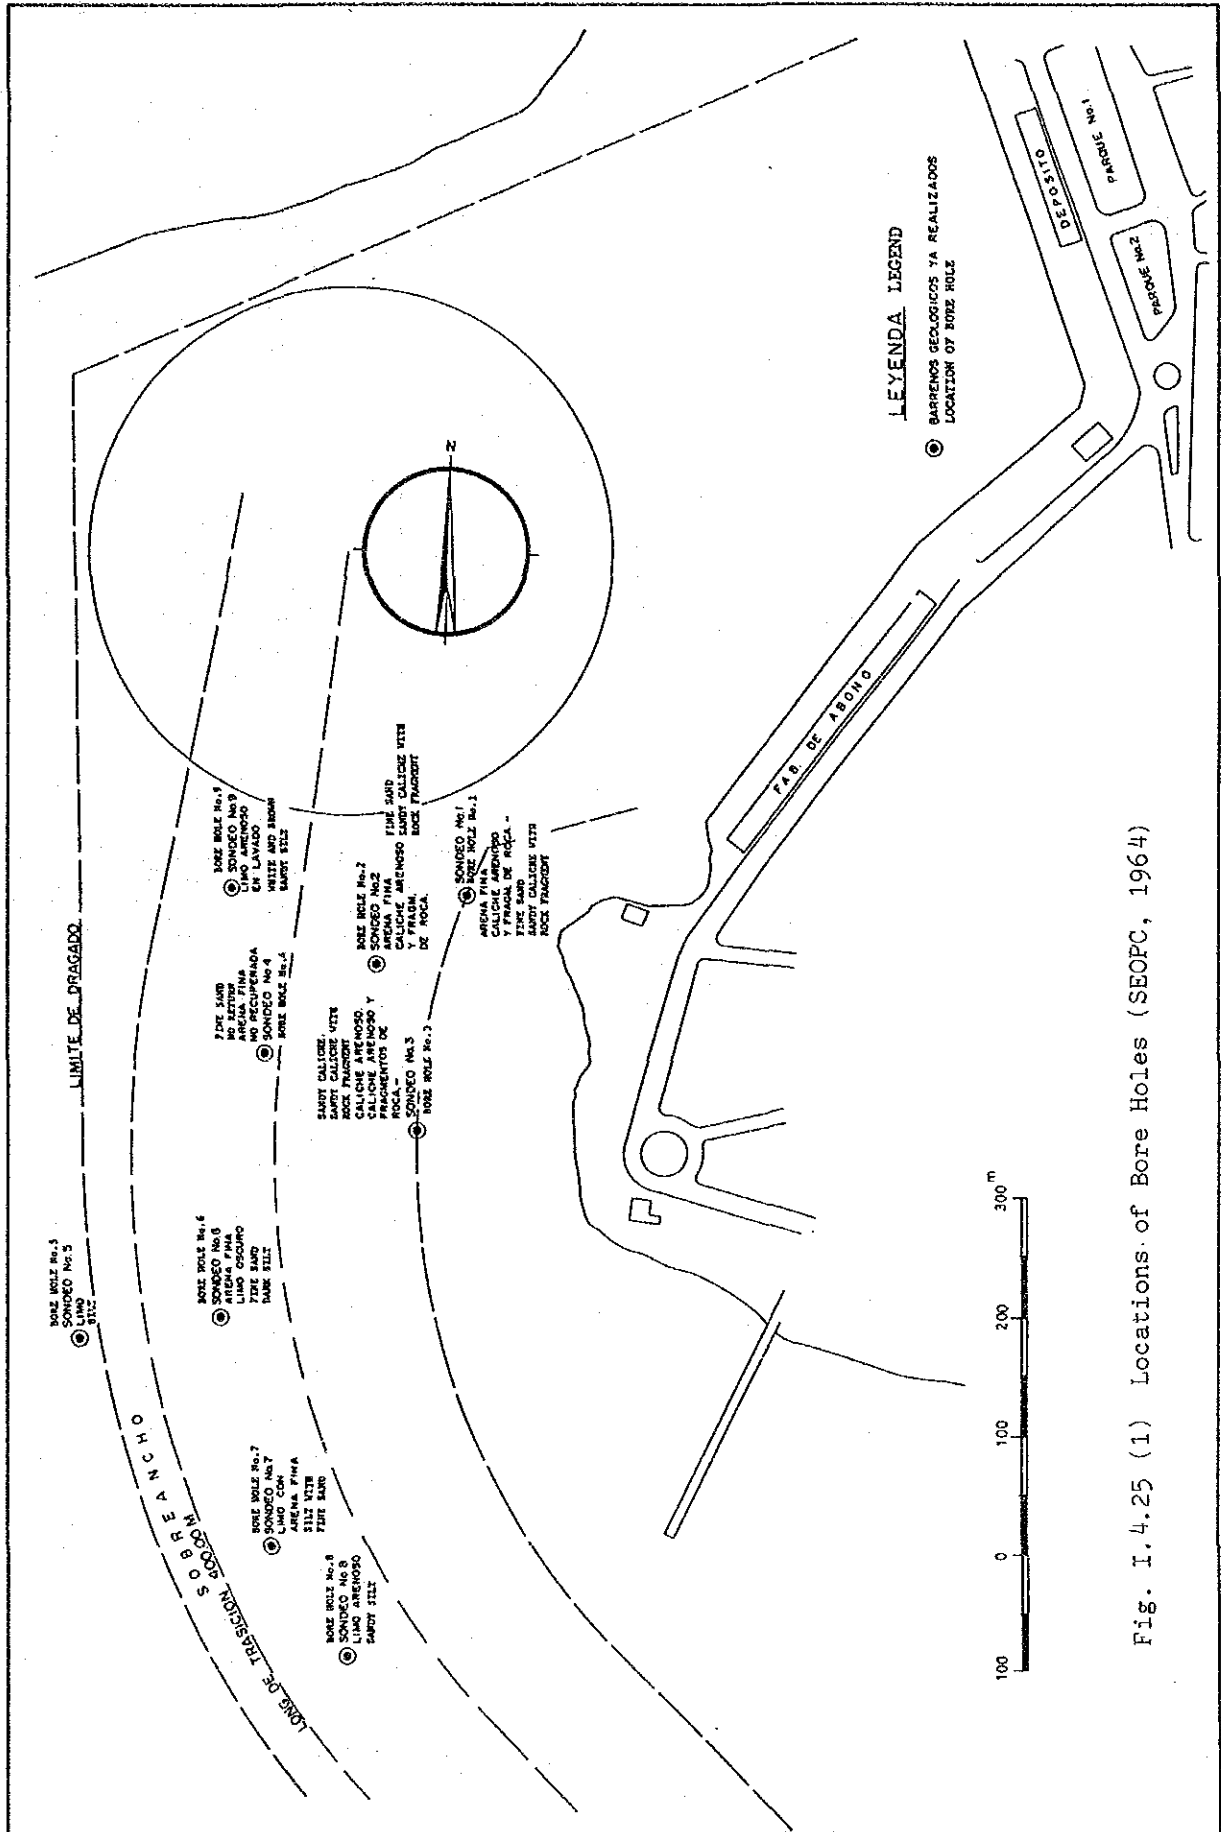 LIMITE DE DRAGADO
SOBREANCHO
LONG DE TRASICION 400.00 M
BORE HOLE No.5
SONDEO No.5
LIMO
SILT
BORE HOLE No.6
SONDEO No.6
ARENA FINA
LIMO OSCURO
FINE SAND
DARK SILT
BORE HOLE No.7
SONDEO No.7
LIMO CON
ARENA FINA
SILT WITH
FINE SAND
BORE HOLE No.8
SONDEO No.8
LIMO ARENOSO
SANDY SILT
FINE SAND
NO RETURN
ARENA FINA
NO RECUPERADA
SONDEO No.4
BORE HOLE No.4
BORE HOLE No.9
SONDEO No.9
LIMO ARENOSO
EN LAVADO
WHITE AND BROWN
SANDY SILT
SANDY CALICHE.
SANDY CALICHE WITH
ROCK FRAGMENT
CALICHE ARENOSO.
CALICHE ARENOSO Y
FRAGMENTOS DE
ROCA.-
SONDEO No.3
BORE HOLE No.3
BORE HOLE No.2
SONDEO No.2
ARENA FINA
CALICHE ARENOSO
Y FRAGM.
DE ROCA.
FINE SAND
SANDY CALICHE WITH
ROCK FRAGMENT
SONDEO No.1
BORE HOLE No.1
ARENA FINA
CALICHE ARENOSO
Y FRAGM. DE ROCA.-
FINE SAND
SANDY CALICHE WITH
ROCK FRAGMENT
N
FAB. DE ABONO
DEPOSITO
PARQUE No.1
PARQUE No.2
LEYENDA LEGEND
BARRENOS GEOLOGICOS YA REALIZADOS
LOCATION OF BORE HOLE
100 0 100 200 300 m
Fig. I.4.25 (1) Locations of Bore Holes (SEOPC, 1964)